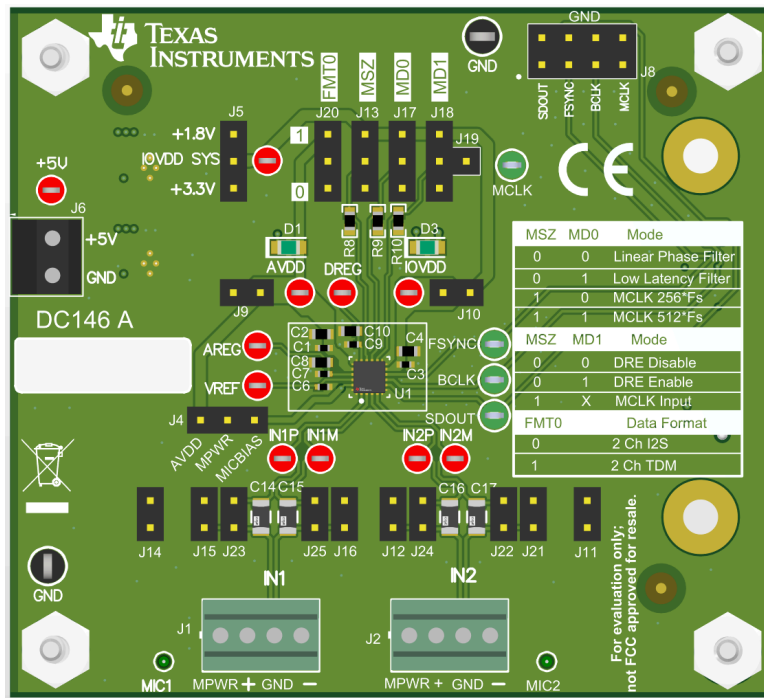 TEXAS
INSTRUMENTS
GND
J8
SDOUT
FSYNC
BCLK
MCLK
GND
FMT0
MSZ
MD0
MD1
J5
J20
J13
J17
J18
J19
+1.8V
IOVDD SYS
+3.3V
1
0
MCLK
CE
+5V
J6
+5V
GND
R8
R9
R10
D1
D3
AVDD
DREG
IOVDD
J9
J10
MSZ MD0 Mode
0 0 Linear Phase Filter
0 1 Low Latency Filter
1 0 MCLK 256*Fs
1 1 MCLK 512*Fs
MSZ MD1 Mode
0 0 DRE Disable
0 1 DRE Enable
1 X MCLK Input
FMT0 Data Format
0 2 Ch I2S
1 2 Ch TDM
DC146 A
C2
C1
C8
C7
C6
C10
C9
C4
C3
U1
AREG
VREF
FSYNC
BCLK
SDOUT
J4
AVDD
MPWR
MICBIAS
IN1P
IN1M
IN2P
IN2M
C14
C15
C16
C17
J14
J15
J23
J25
J16
J12
J24
J22
J21
J11
GND
IN1
IN2
J1
J2
MIC1
MPWR + GND −
MPWR + GND −
MIC2
For evaluation only;
not FCC approved for resale.